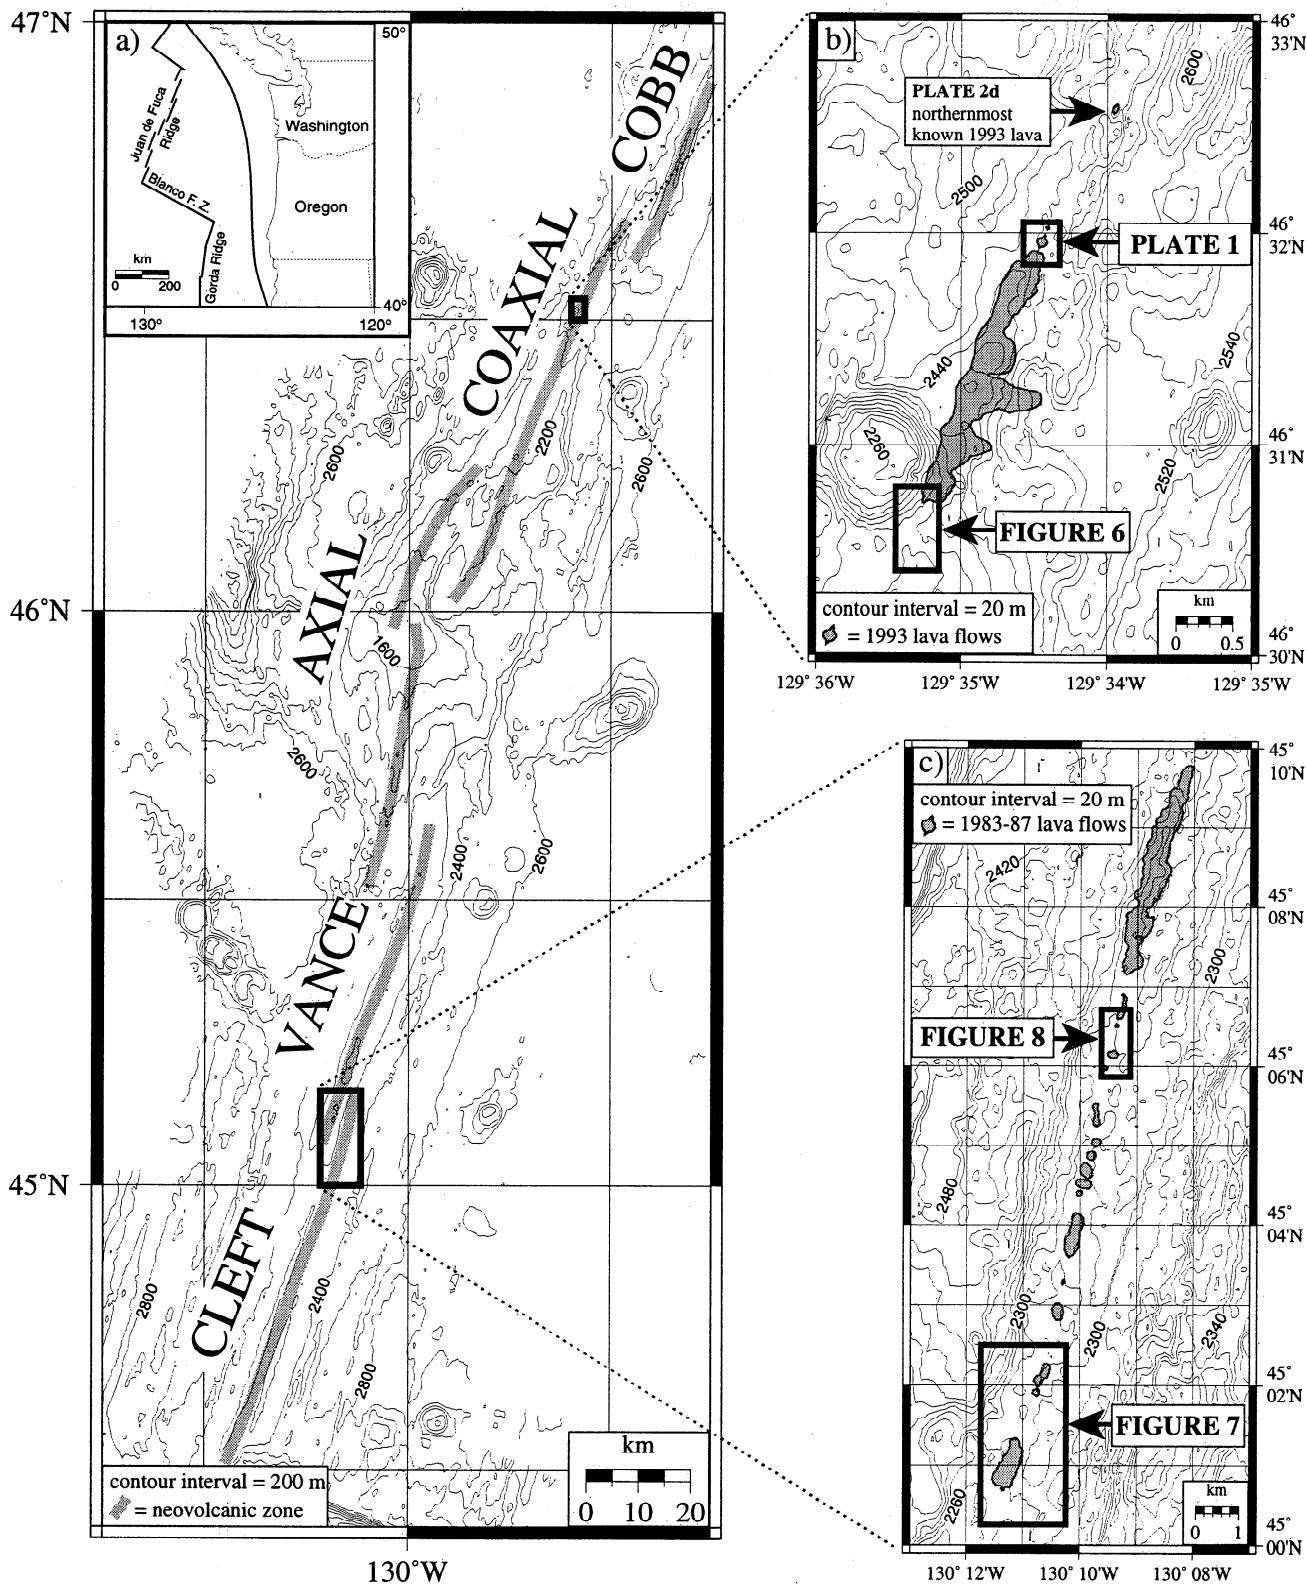 47°N
a)
50°
Washington
Juan de Fuca
Ridge
Blanco F. Z.
Oregon
Gorda Ridge
km
0 200
40°
130°
120°
COBB
COAXIAL
2200
2600
2600
AXIAL
46°N
1600
2600
2400
2600
VANCE
45°N
CLEFT
2800
2400
2800
contour interval = 200 m
= neovolcanic zone
km
0 10 20
130°W
b)
46°
33'N
2600
PLATE 2d
northernmost
known 1993 lava
2500
46°
32'N
PLATE 1
2440
2540
2260
46°
31'N
2520
FIGURE 6
contour interval = 20 m
= 1993 lava flows
km
0 0.5
46°
30'N
129° 36'W
129° 35'W
129° 34'W
129° 35'W
c)
45°
10'N
contour interval = 20 m
= 1983-87 lava flows
2420
45°
08'N
2300
FIGURE 8
45°
06'N
2480
45°
04'N
2300
2300
2340
45°
02'N
FIGURE 7
2260
km
0 1
45°
00'N
130° 12'W
130° 10'W
130° 08'W